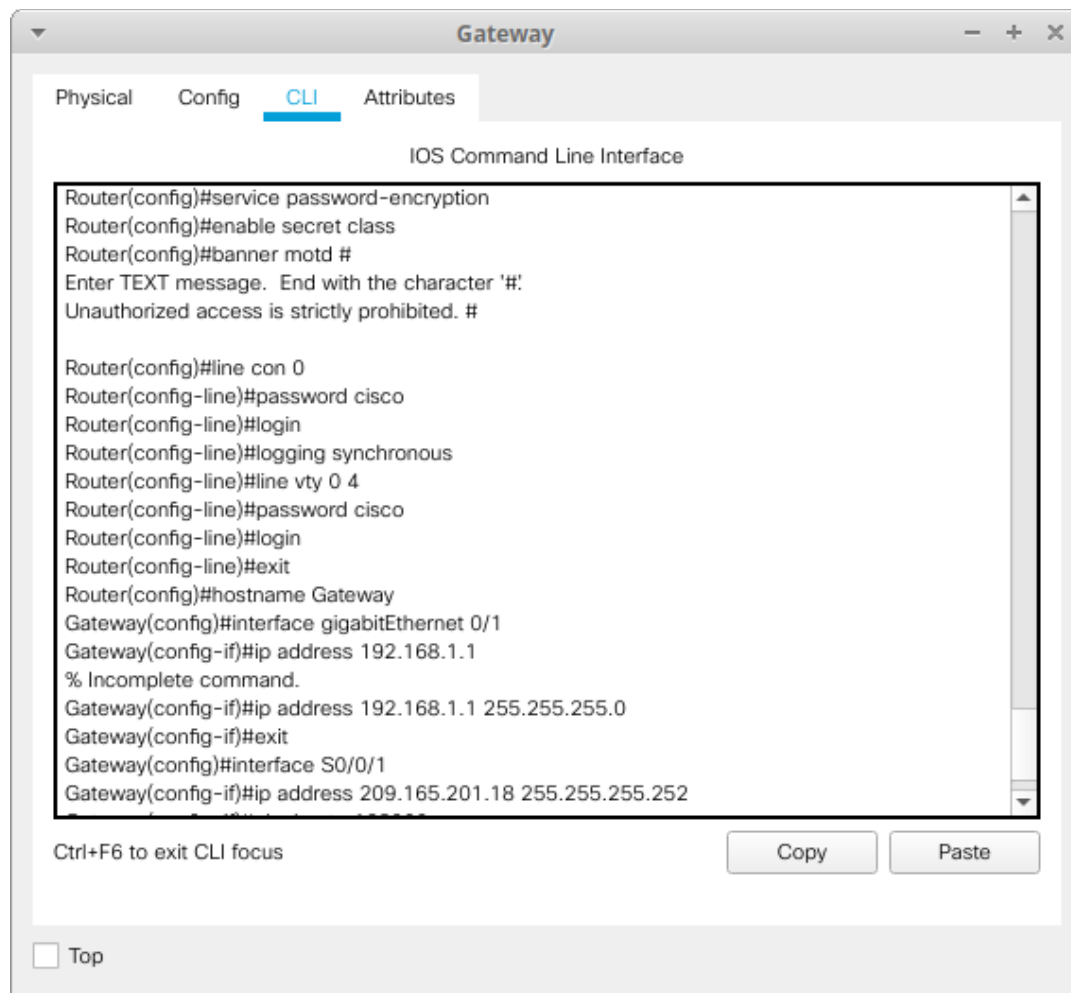 Gateway
Physical Config CLI Attributes
IOS Command Line Interface
Router(config)#service password-encryption
Router(config)#enable secret class
Router(config)#banner motd #
Enter TEXT message.  End with the character '#'.
Unauthorized access is strictly prohibited. #
Router(config)#line con 0
Router(config-line)#password cisco
Router(config-line)#login
Router(config-line)#logging synchronous
Router(config-line)#line vty 0 4
Router(config-line)#password cisco
Router(config-line)#login
Router(config-line)#exit
Router(config)#hostname Gateway
Gateway(config)#interface gigabitEthernet 0/1
Gateway(config-if)#ip address 192.168.1.1
% Incomplete command.
Gateway(config-if)#ip address 192.168.1.1 255.255.255.0
Gateway(config-if)#exit
Gateway(config)#interface S0/0/1
Gateway(config-if)#ip address 209.165.201.18 255.255.255.252
Ctrl+F6 to exit CLI focus
Copy
Paste
Top